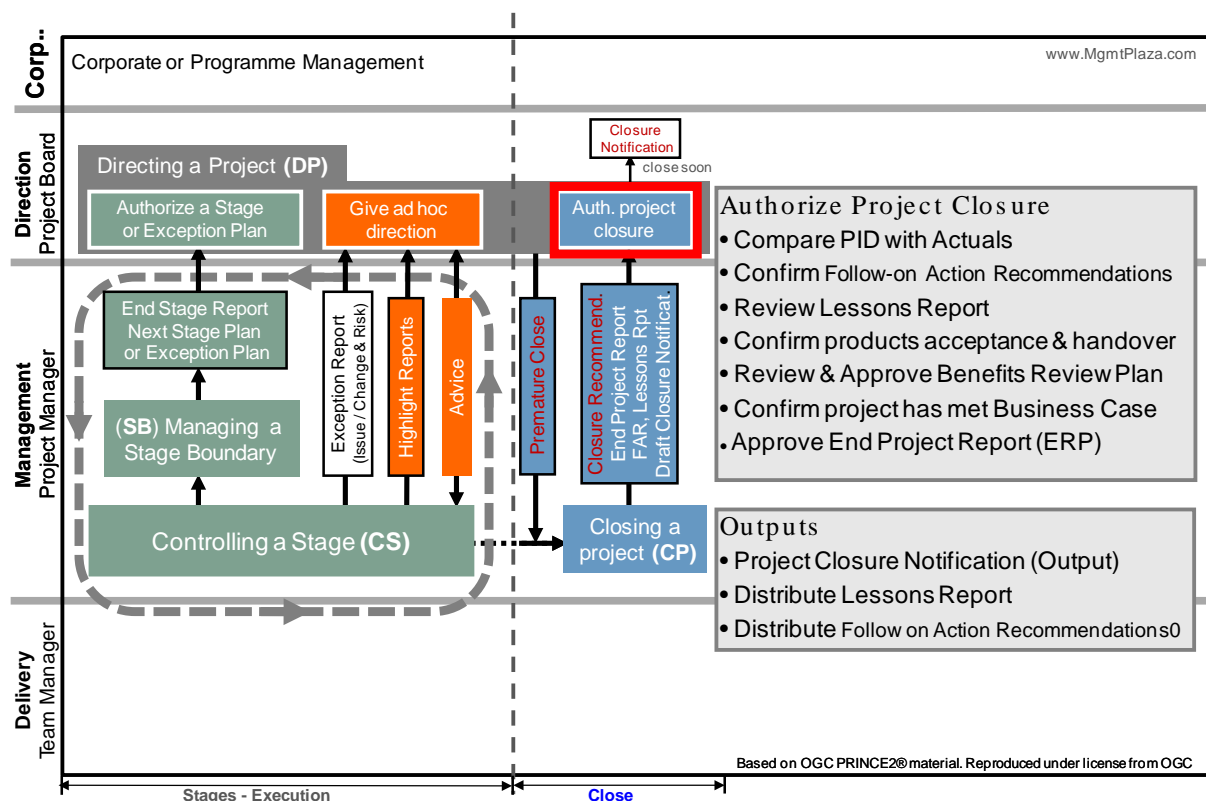 Corp..
Corporate or Programme Management
www.MgmtPlaza.com
Direction
Project Board
Closure
Notification
close soon
Directing a Project (DP)
Authorize a Stage
or Exception Plan
Give ad hoc
direction
Auth. project
closure
Authorize Project Closure
• Compare PID with Actuals
• Confirm Follow-on Action Recommendations
• Review Lessons Report
• Confirm products acceptance & handover
• Review & Approve Benefits Review Plan
• Confirm project has met Business Case
• Approve End Project Report (ERP)
Management
Project Manager
End Stage Report
Next Stage Plan
or Exception Plan
(SB) Managing a
Stage Boundary
Exception Report
(Issue / Change & Risk)
Highlight Reports
Advice
Premature Close
Closure Recommend.
End Project Report
FAR, Lessons Rpt
Draft Closure Notificat.
Controlling a Stage (CS)
Closing a
project (CP)
Outputs
• Project Closure Notification (Output)
• Distribute Lessons Report
• Distribute Follow on Action Recommendations0
Delivery
Team Manager
Based on OGC PRINCE2® material. Reproduced under license from OGC
Stages - Execution
Close